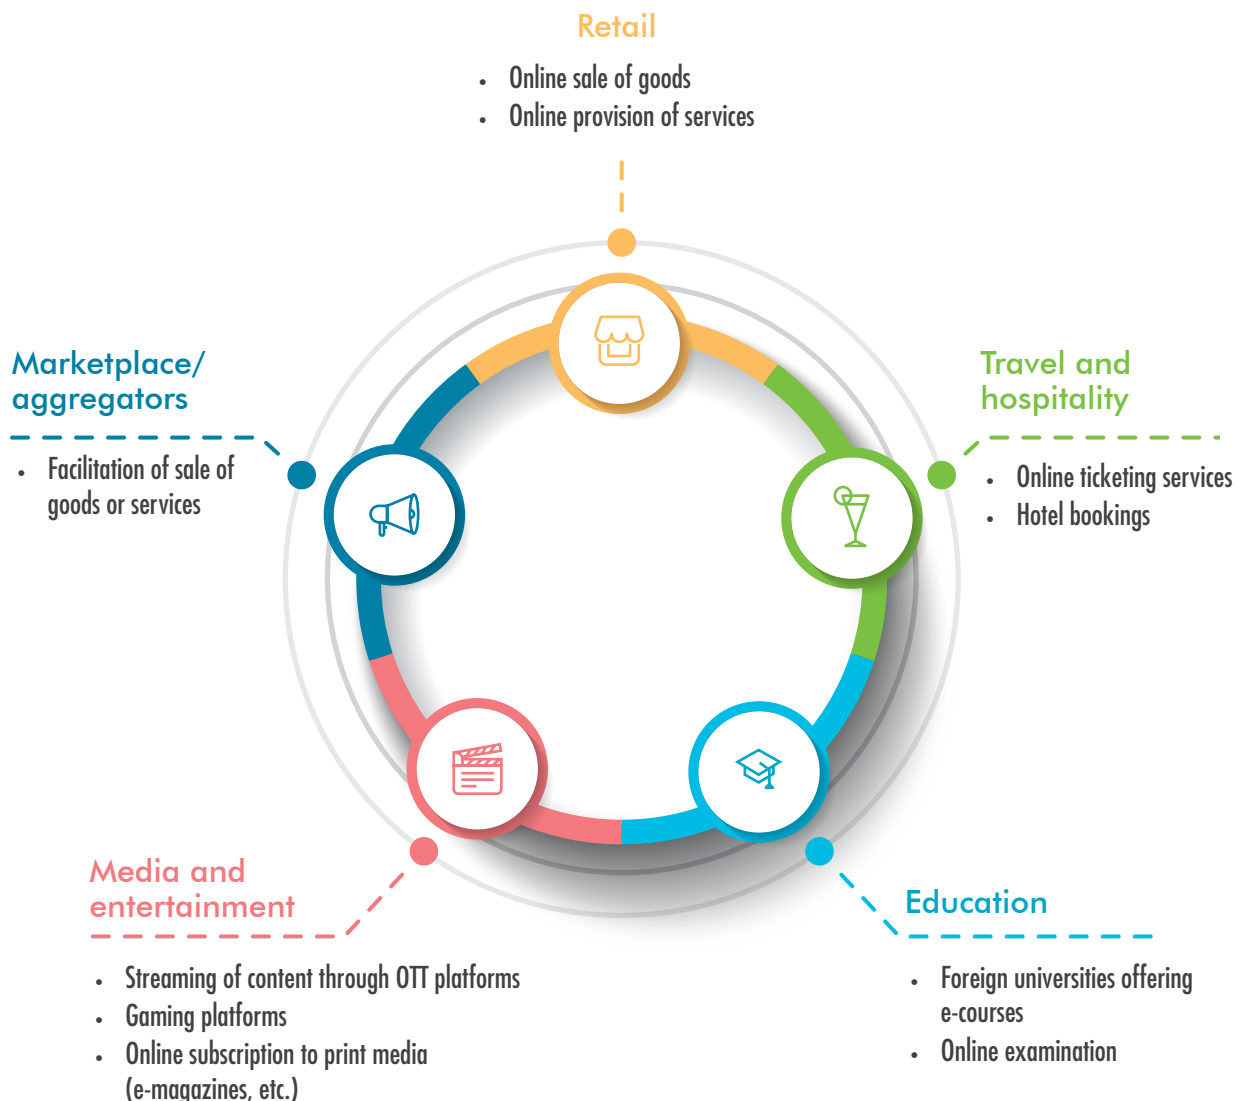 Retail
• Online sale of goods
• Online provision of services
Marketplace/
aggregators
• Facilitation of sale of
goods or services
Travel and
hospitality
• Online ticketing services
• Hotel bookings
Media and
entertainment
• Streaming of content through OTT platforms
• Gaming platforms
• Online subscription to print media
(e-magazines, etc.)
Education
• Foreign universities offering
e-courses
• Online examination